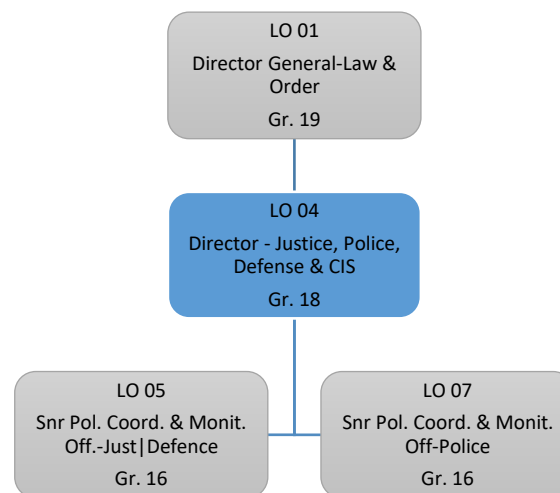 LO 01
Director General-Law &
Order
Gr. 19
LO 04
Director - Justice, Police,
Defense & CIS
Gr. 18
LO 05
Snr Pol. Coord. & Monit.
Off.-Just|Defence
Gr. 16
LO 07
Snr Pol. Coord. & Monit.
Off-Police
Gr. 16